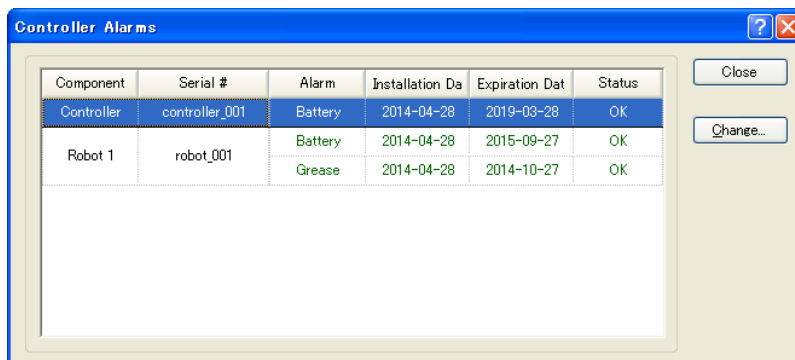 Controller Alarms
Component Serial # Alarm Installation Da Expiration Dat Status
Controller controller_001 Battery 2014-04-28 2019-03-28 OK
Robot 1 robot_001 Battery 2014-04-28 2015-09-27 OK
Grease 2014-04-28 2014-10-27 OK
Close
Change...